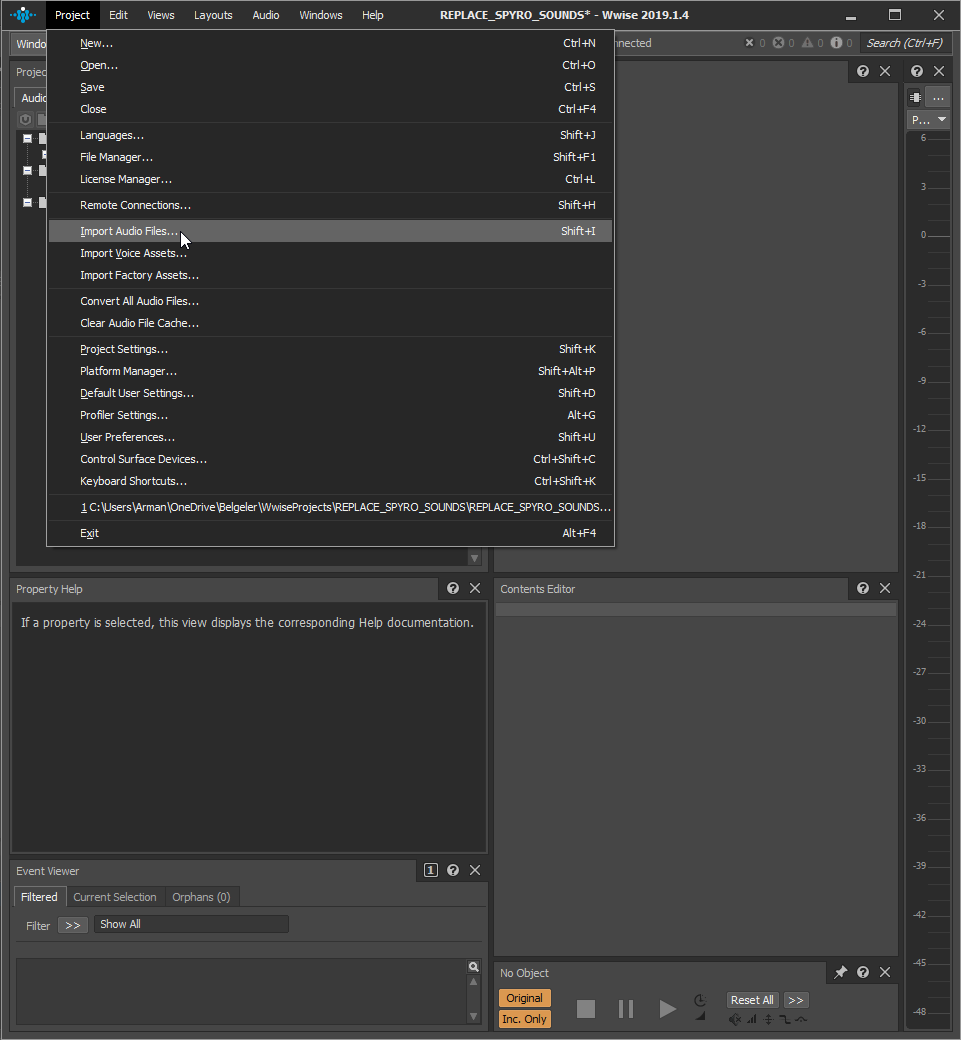 Project Edit Views Layouts Audio Windows Help REPLACE_SPYRO_SOUNDS* - Wwise 2019.1.4
Windo
nnected 0 0 0 0 Search (Ctrl+F)
Projec
Audio
New... Ctrl+N
Open... Ctrl+O
Save Ctrl+S
Close Ctrl+F4
Languages... Shift+J
File Manager... Shift+F1
License Manager... Ctrl+L
Remote Connections... Shift+H
Import Audio Files... Shift+I
Import Voice Assets...
Import Factory Assets...
Convert All Audio Files...
Clear Audio File Cache...
Project Settings... Shift+K
Platform Manager... Shift+Alt+P
Default User Settings... Shift+D
Profiler Settings... Alt+G
User Preferences... Shift+U
Control Surface Devices... Ctrl+Shift+C
Keyboard Shortcuts... Ctrl+Shift+K
1 C:\Users\Arman\OneDrive\Belgeler\WwiseProjects\REPLACE_SPYRO_SOUNDS\REPLACE_SPYRO_SOUNDS...
Exit Alt+F4
...
P...
6
3
0
-3
-6
-9
-12
-15
-18
-21
-24
-27
-30
-33
-36
-39
-42
-45
-48
Property Help
If a property is selected, this view displays the corresponding Help documentation.
Contents Editor
Event Viewer 1
Filtered Current Selection Orphans (0)
Filter >> Show All
No Object
Original
Inc. Only
Reset All >>